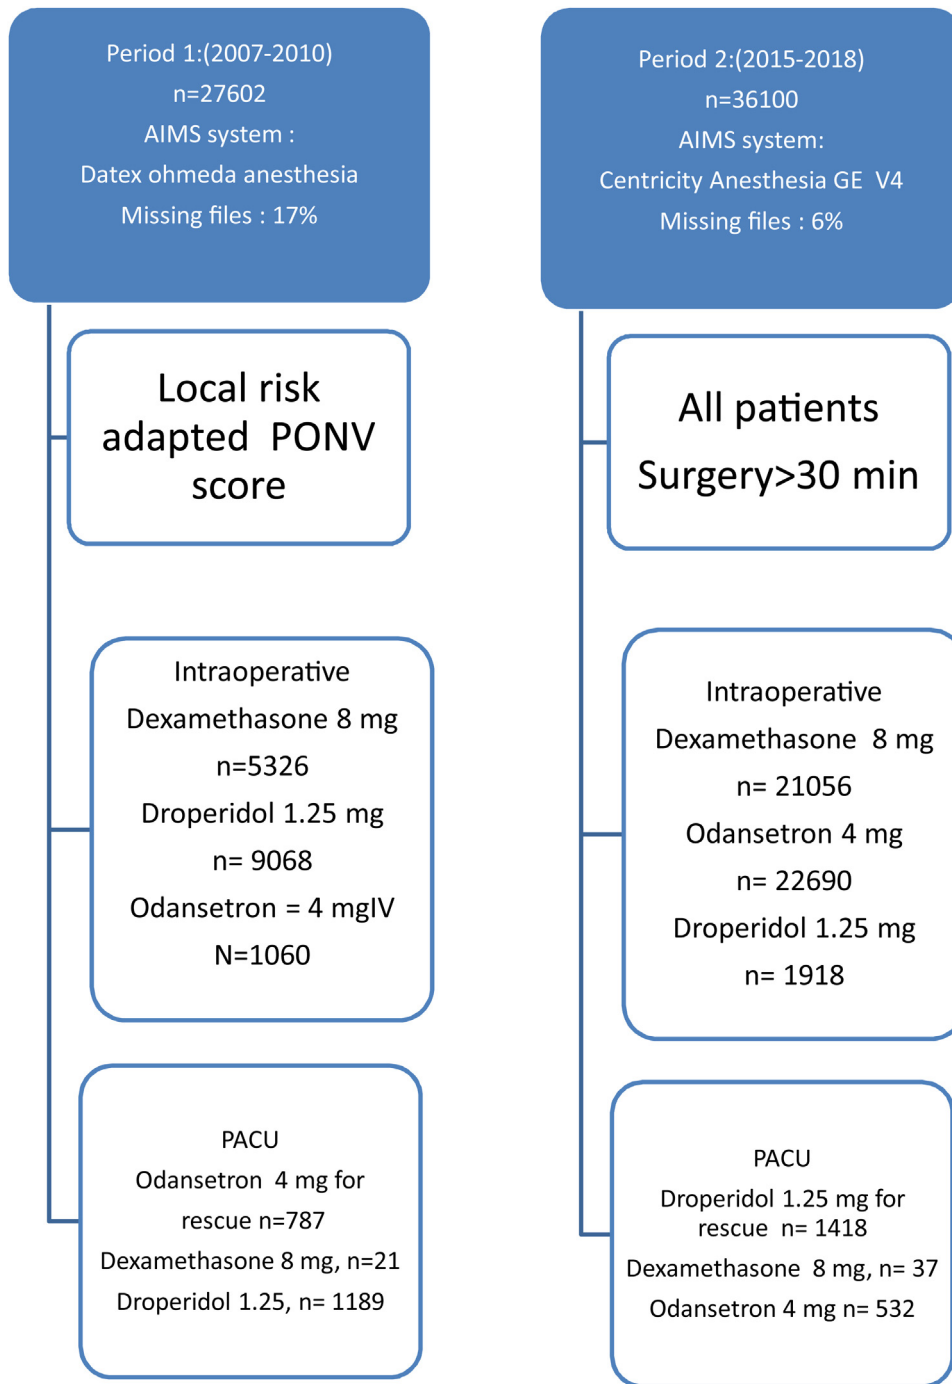 Period 1:(2007-2010)
n=27602
AIMS system :
Datex ohmeda anesthesia
Missing files : 17%
Local risk
adapted PONV
score
Intraoperative
Dexamethasone 8 mg
n=5326
Droperidol 1.25 mg
n= 9068
Odansetron = 4 mgIV
N=1060
PACU
Odansetron 4 mg for
rescue n=787
Dexamethasone 8 mg, n=21
Droperidol 1.25, n= 1189
Period 2:(2015-2018)
n=36100
AIMS system:
Centricity Anesthesia GE V4
Missing files : 6%
All patients
Surgery>30 min
Intraoperative
Dexamethasone 8 mg
n= 21056
Odansetron 4 mg
n= 22690
Droperidol 1.25 mg
n= 1918
PACU
Droperidol 1.25 mg for
rescue n= 1418
Dexamethasone 8 mg, n= 37
Odansetron 4 mg n= 532